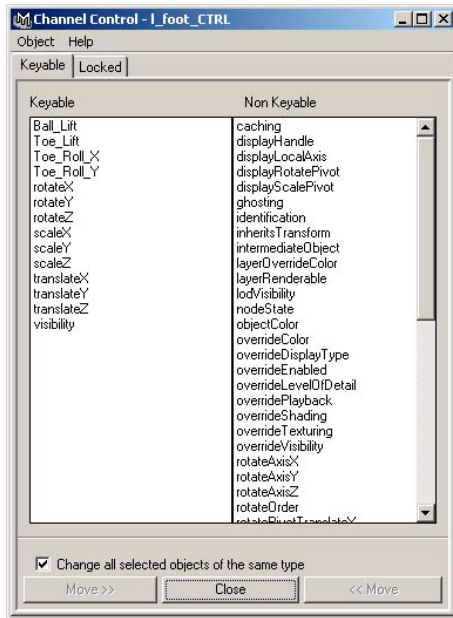 Channel Control - l_foot_CTRL
Object Help
Keyable Locked
Keyable
Ball_Lift
Toe_Lift
Toe_Roll_X
Toe_Roll_Y
rotateX
rotateY
rotateZ
scaleX
scaleY
scaleZ
translateX
translateY
translateZ
visibility
Non Keyable
caching
displayHandle
displayLocalAxis
displayRotatePivot
displayScalePivot
ghosting
identification
inheritsTransform
intermediateObject
layerOverrideColor
layerRenderable
lodVisibility
nodeState
objectColor
overrideColor
overrideDisplayType
overrideEnabled
overrideLevelOfDetail
overridePlayback
overrideShading
overrideTexturing
overrideVisibility
rotateAxisX
rotateAxisY
rotateAxisZ
rotateOrder
Change all selected objects of the same type
Move >> Close << Move